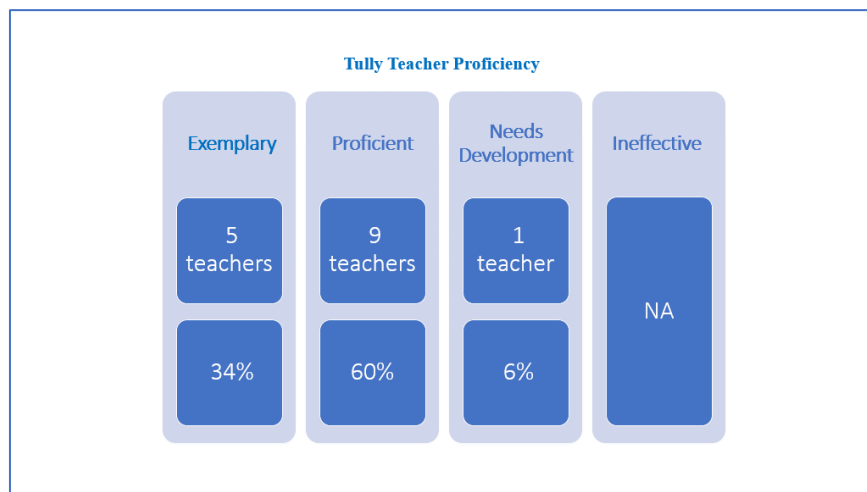 Tully Teacher Proficiency
Exemplary
5
teachers
34%
Proficient
9
teachers
60%
Needs
Development
1
teacher
6%
Ineffective
NA